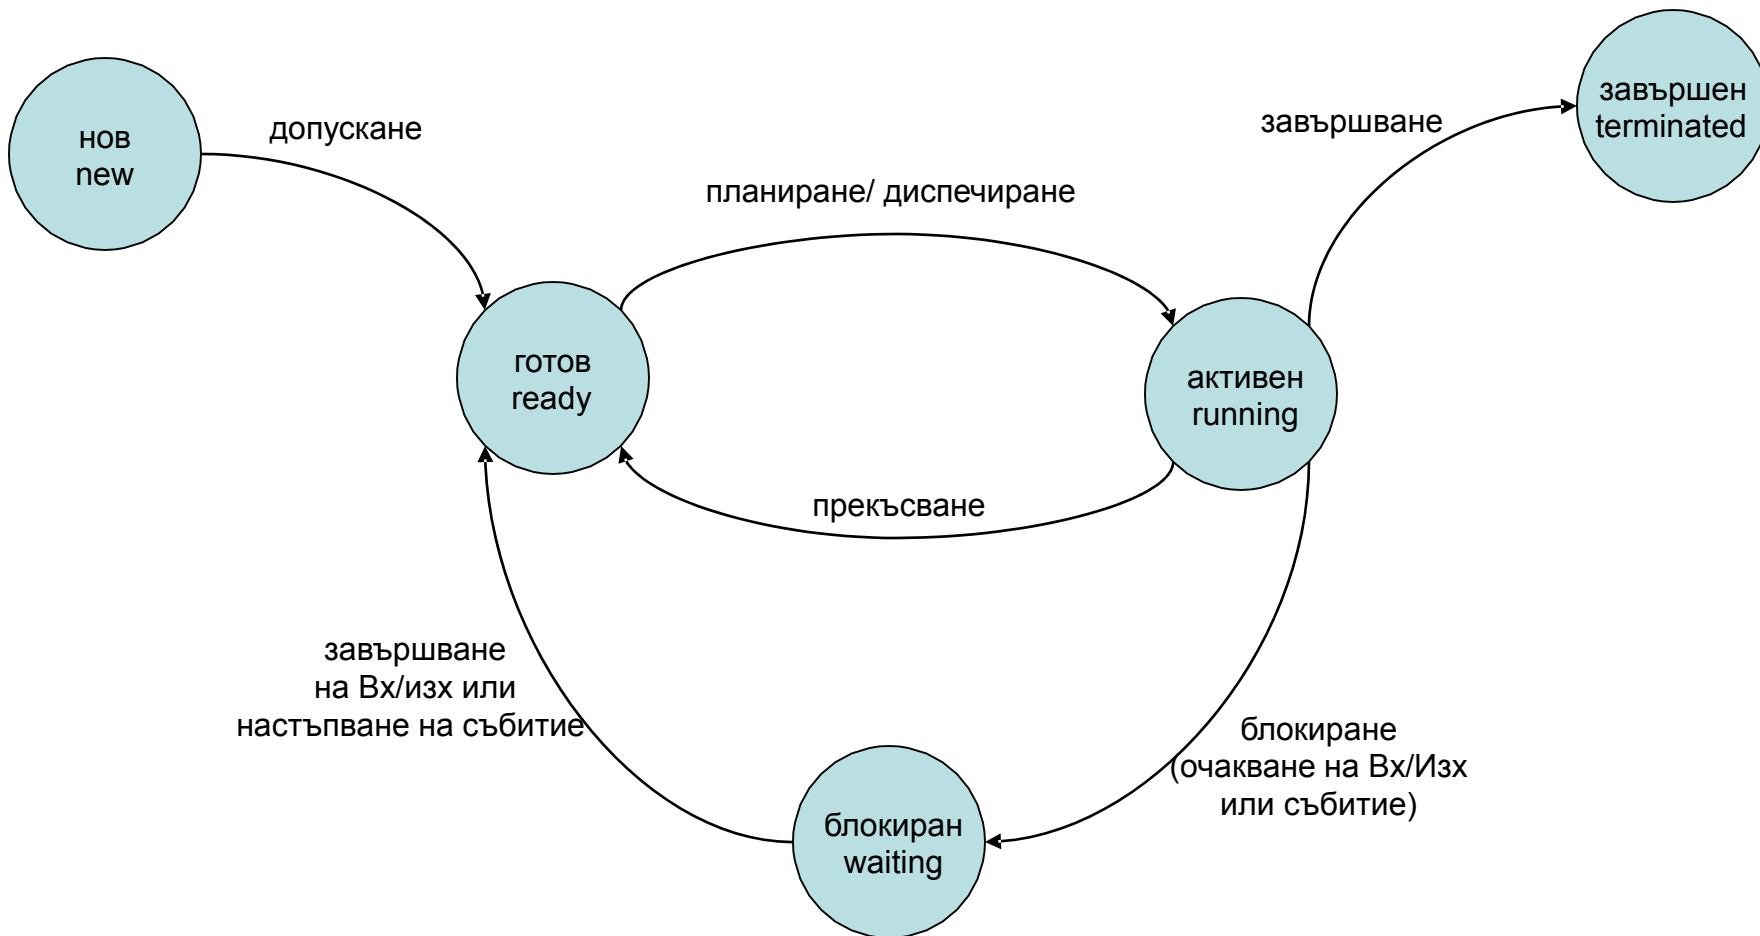 нов
new
допускане
планиране/ диспечиране
завършване
завършен
terminated
готов
ready
активен
running
прекъсване
завършване
на Вх/изх или
настъпване на събитие
блокиране
(очакване на Вх/Изх
или събитие)
блокиран
waiting